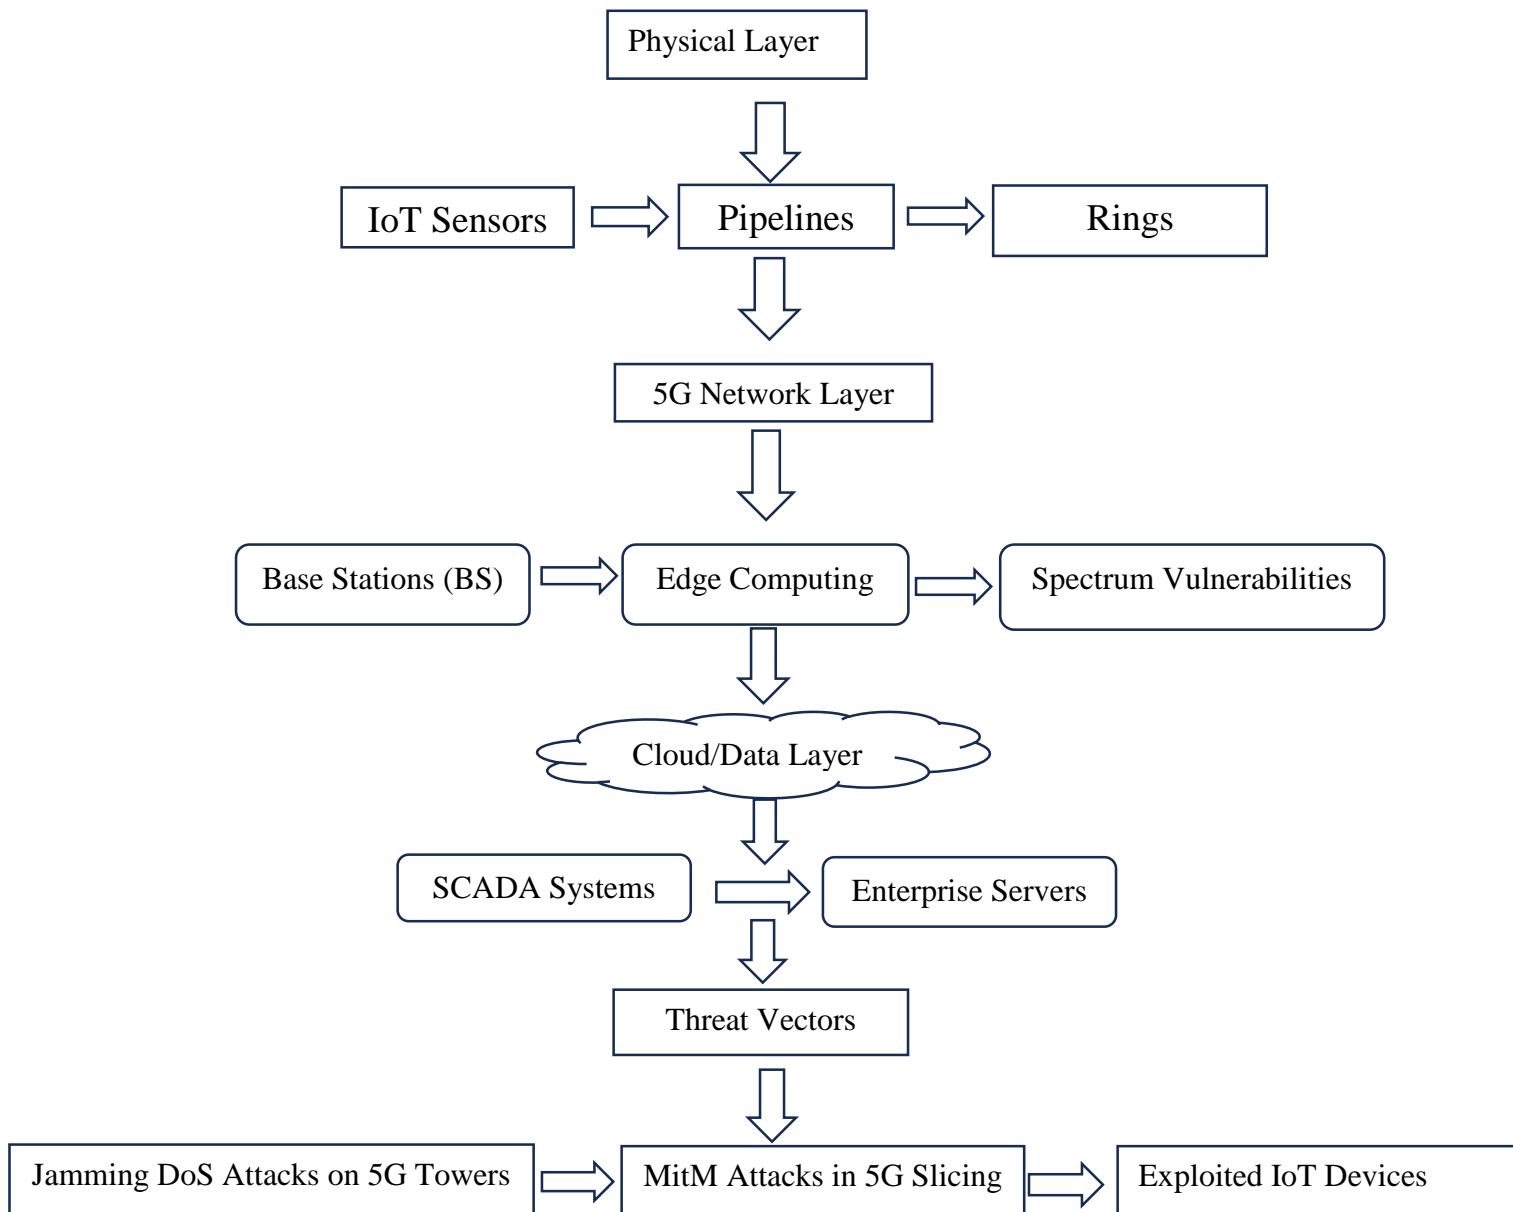 Physical Layer
IoT Sensors
Pipelines
Rings
5G Network Layer
Base Stations (BS)
Edge Computing
Spectrum Vulnerabilities
Cloud/Data Layer
SCADA Systems
Enterprise Servers
Threat Vectors
Jamming DoS Attacks on 5G Towers
MitM Attacks in 5G Slicing
Exploited IoT Devices